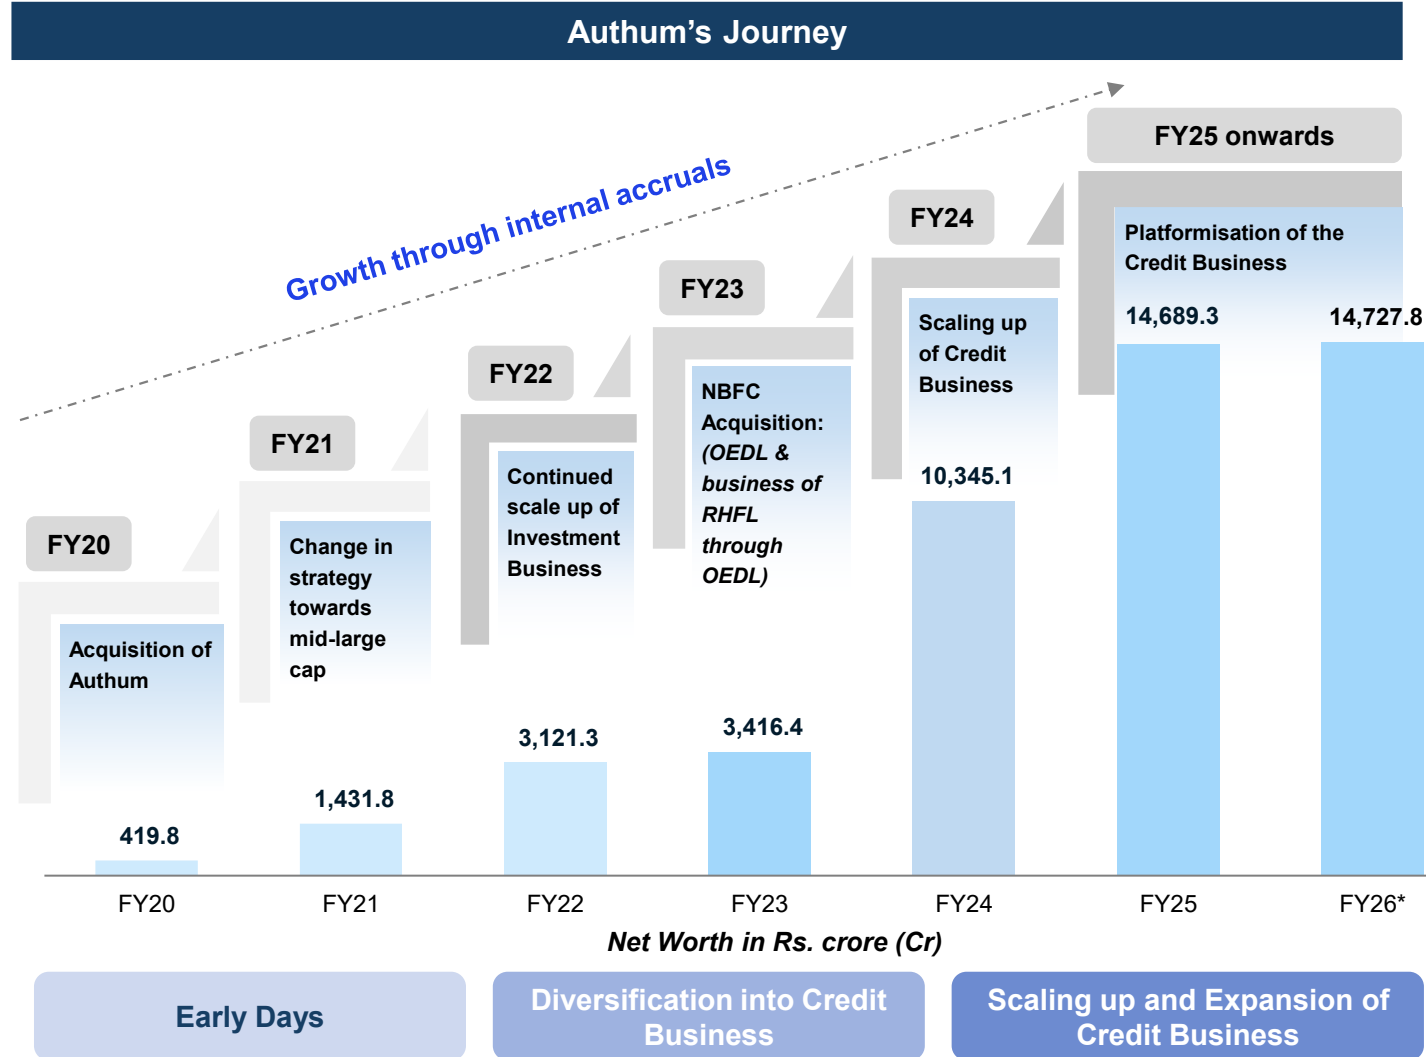 Authum’s Journey
Growth through internal accruals
FY20
Acquisition of
Authum
FY21
Change in
strategy
towards
mid-large
cap
FY22
Continued
scale up of
Investment
Business
FY23
NBFC
Acquisition:
(OEDL &
business of
RHFL
through
OEDL)
FY24
Scaling up
of Credit
Business
FY25 onwards
Platformisation of the
Credit Business
419.8
1,431.8
3,121.3
3,416.4
10,345.1
14,689.3
14,727.8
FY20
FY21
FY22
FY23
FY24
FY25
FY26*
Net Worth in Rs. crore (Cr)
Early Days
Diversification into Credit
Business
Scaling up and Expansion of
Credit Business